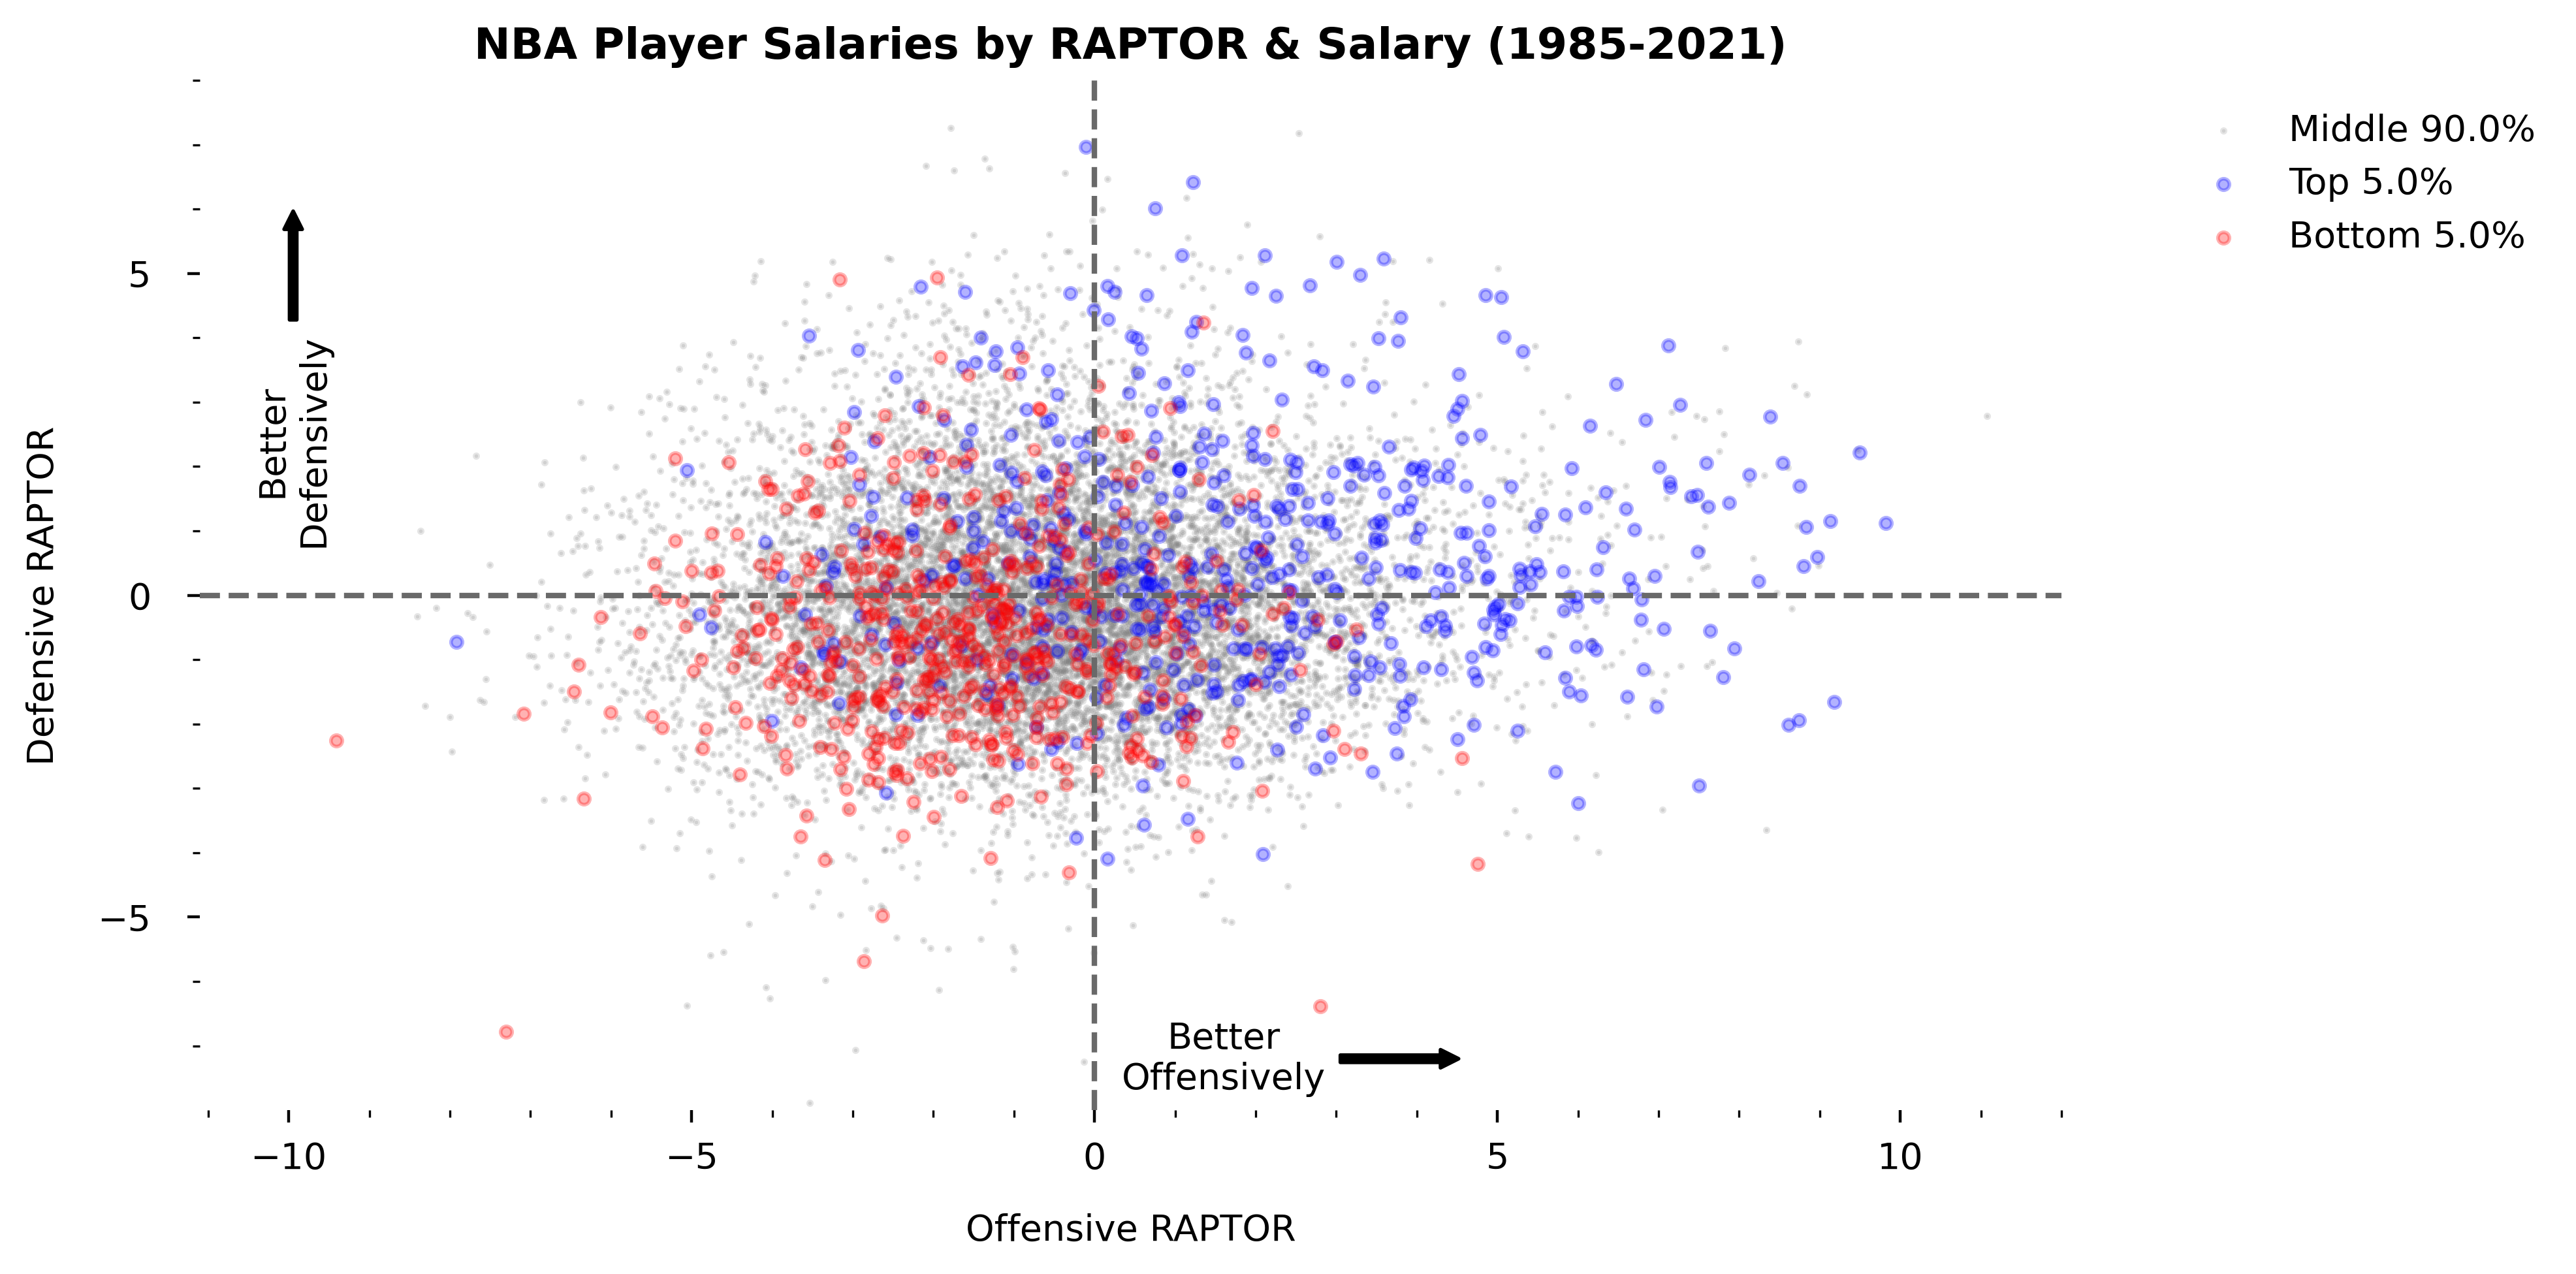 NBA Player Salaries by RAPTOR & Salary (1985-2021)
Middle 90.0%
Top 5.0%
Bottom 5.0%
Defensive RAPTOR
5
0
−5
Better
Defensively
Better
Offensively
−10
−5
0
5
10
Offensive RAPTOR